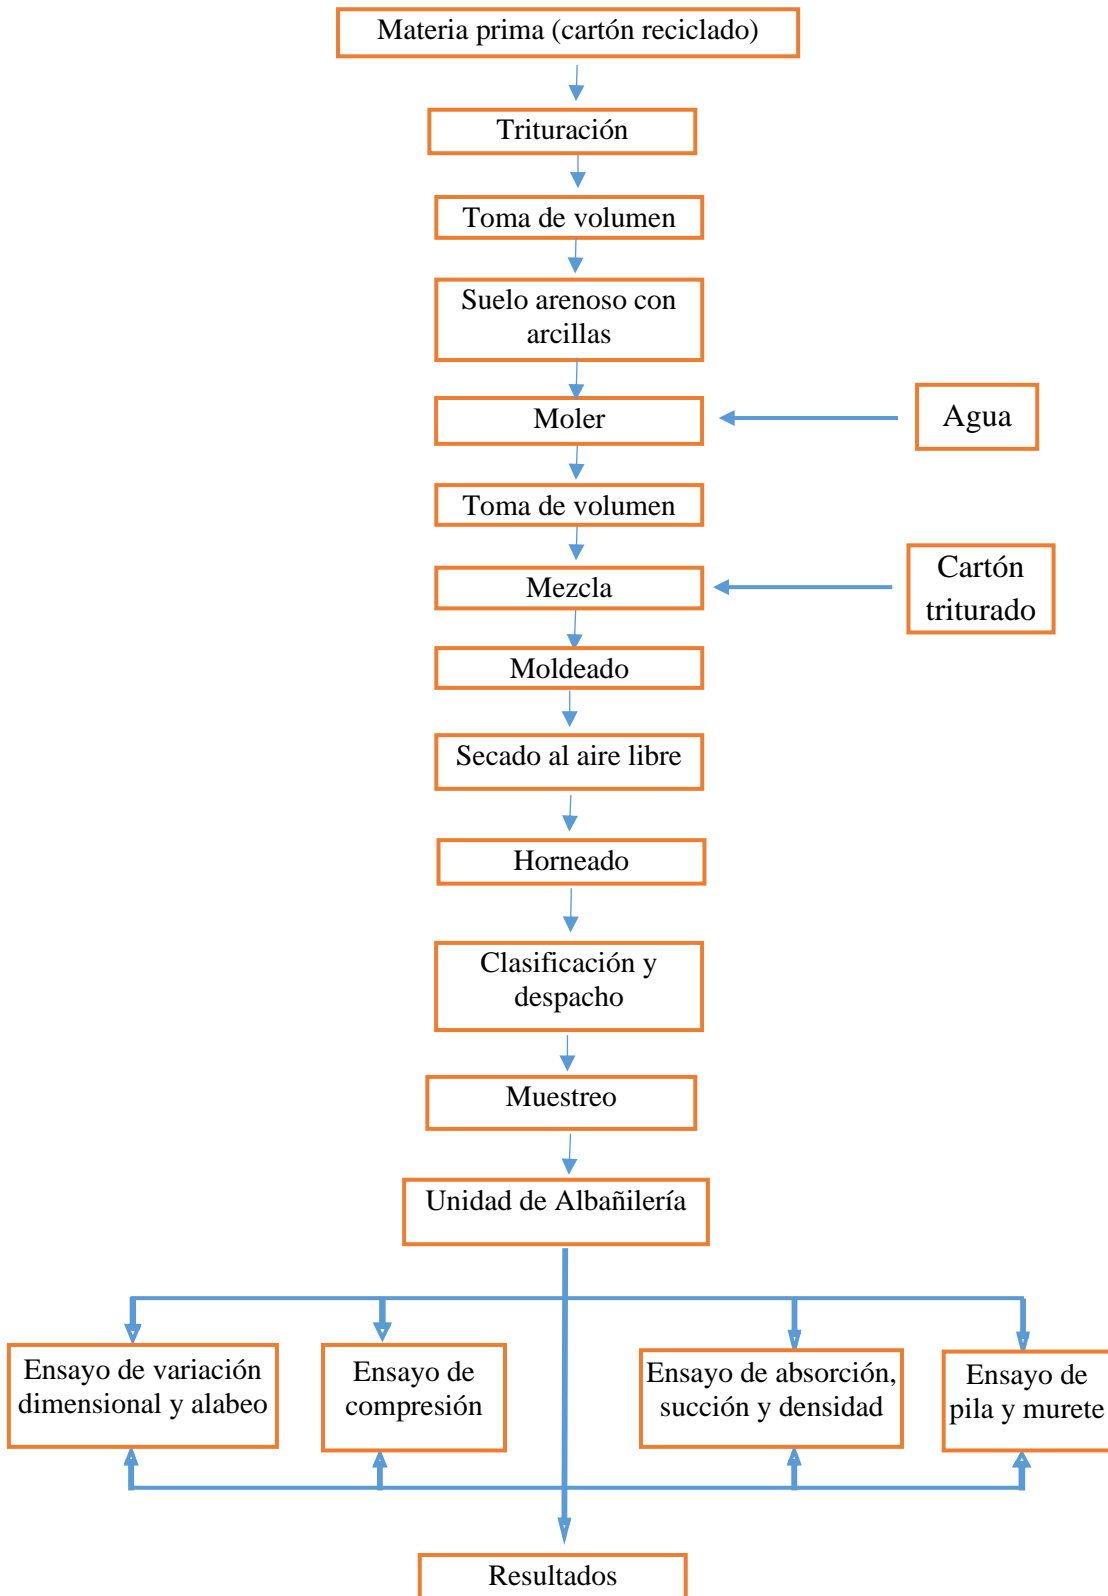 Materia prima (cartón reciclado)
Trituración
Toma de volumen
Suelo arenoso con
arcillas
Moler
Agua
Toma de volumen
Mezcla
Cartón
triturado
Moldeado
Secado al aire libre
Horneado
Clasificación y
despacho
Muestreo
Unidad de Albañilería
Ensayo de variación
dimensional y alabeo
Ensayo de
compresión
Ensayo de absorción,
succión y densidad
Ensayo de
pila y murete
Resultados